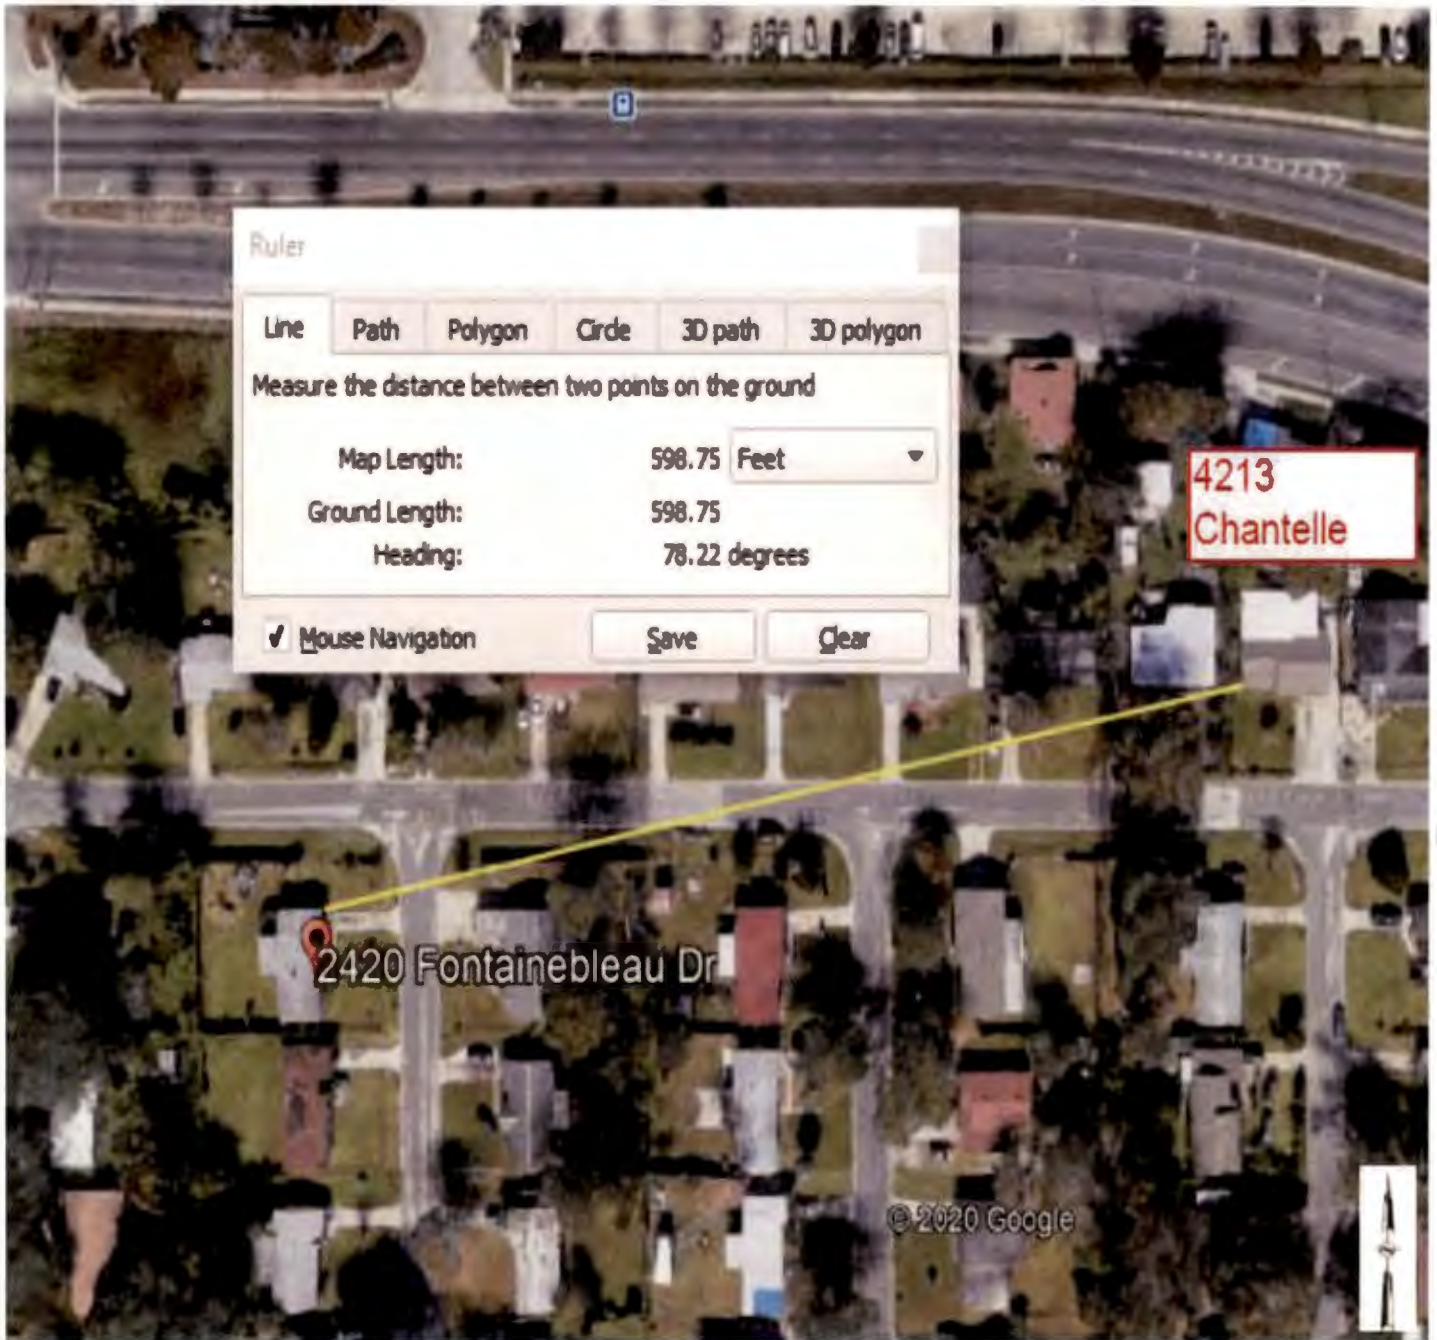 Ruler
Line Path Polygon Circle 3D path 3D polygon
Measure the distance between two points on the ground
Map Length: 598.75 Feet
Ground Length: 598.75
Heading: 78.22 degrees
Mouse Navigation Save Clear
4213
Chantelle
2420 Fontainebleau Dr
© 2020 Google